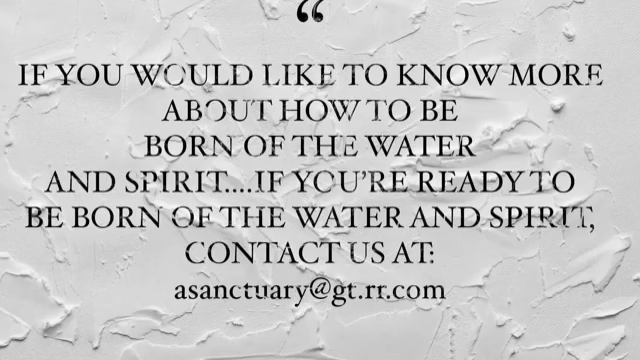 “
IF YOU WOULD LIKE TO KNOW MORE
ABOUT HOW TO BE
BORN OF THE WATER
AND SPIRIT....IF YOU'RE READY TO
BE BORN OF THE WATER AND SPIRIT,
CONTACT US AT:
asanctuary@gt.rr.com